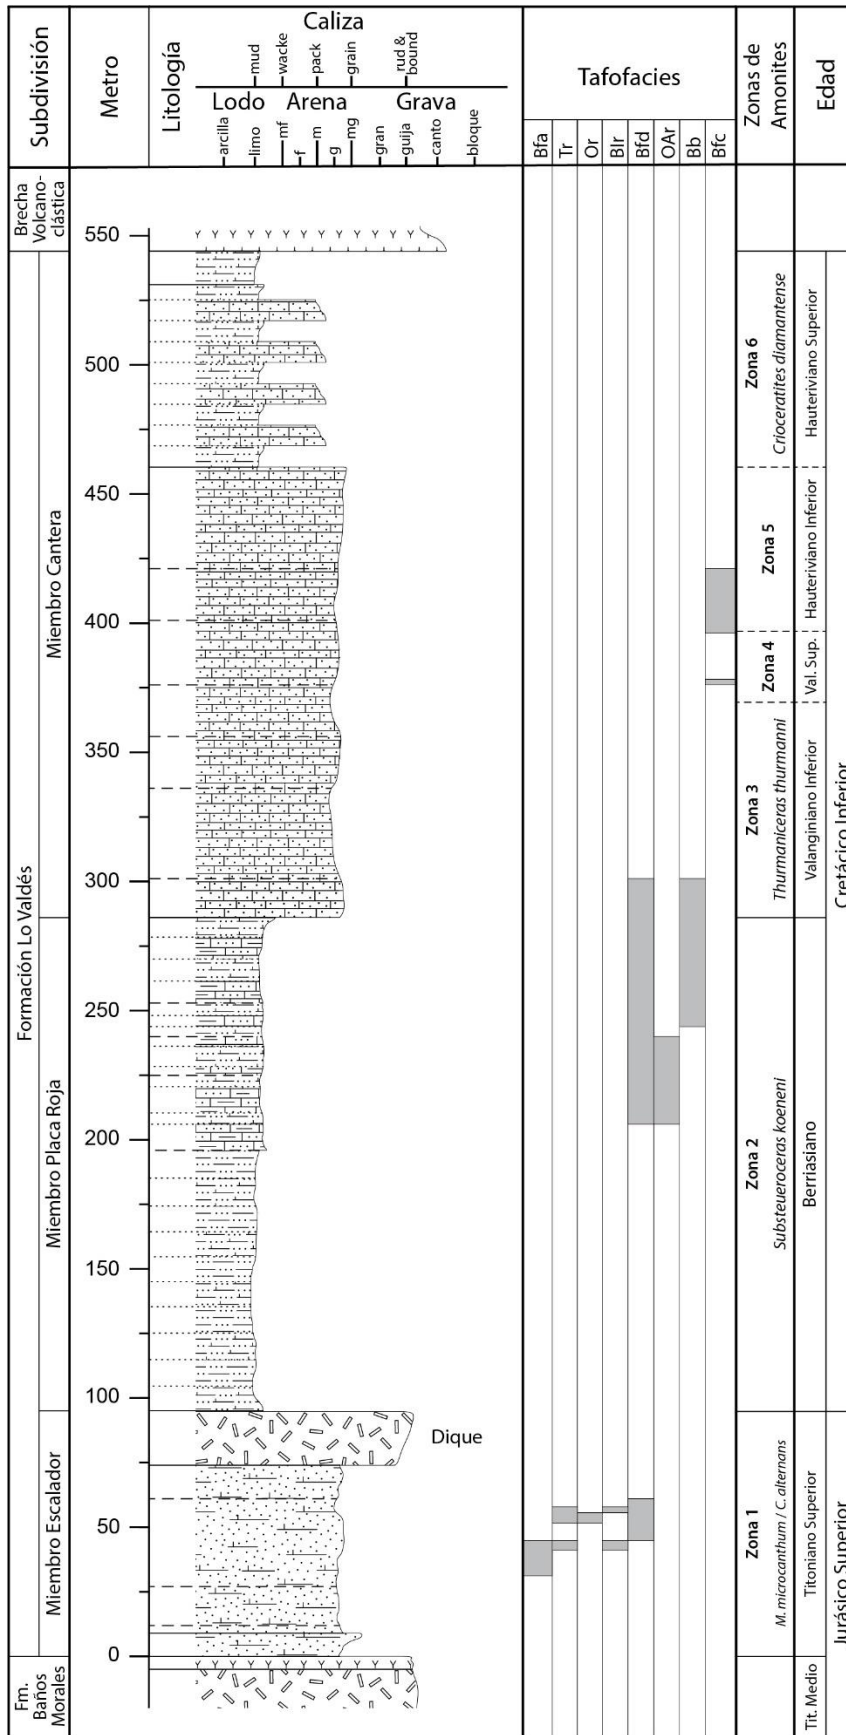 Subdivisión
Metro
Litología
Caliza
mud
wacke
pack
grain
rud &
bound
Lodo
Arena
Grava
arcilla
limo
mf
f
m
g
mg
gran
guija
canto
bloque
Tafofacies
Bfa
Tr
Or
Blr
Bfd
OAr
Bb
Bfc
Zonas de
Amonites
Edad
Brecha
Volcano-
clástica
550
500
450
400
350
300
250
200
150
100
50
0
Formación Lo Valdés
Miembro Cantera
Miembro Placa Roja
Miembro Escalador
Fm.
Baños
Morales
Dique
Zona 6
Crioceratites diamantense
Hauteriviano Superior
Zona 5
Hauteriviano Inferior
Zona 4
Val. Sup.
Zona 3
Thurmaniceras thurmanni
Valanginiano Inferior
Cretácico Inferior
Zona 2
Substeueroceras koeneni
Berriasiano
Zona 1
M. microcanthum / C. alternans
Titoniano Superior
Jurásico Superior
Tit. Medio